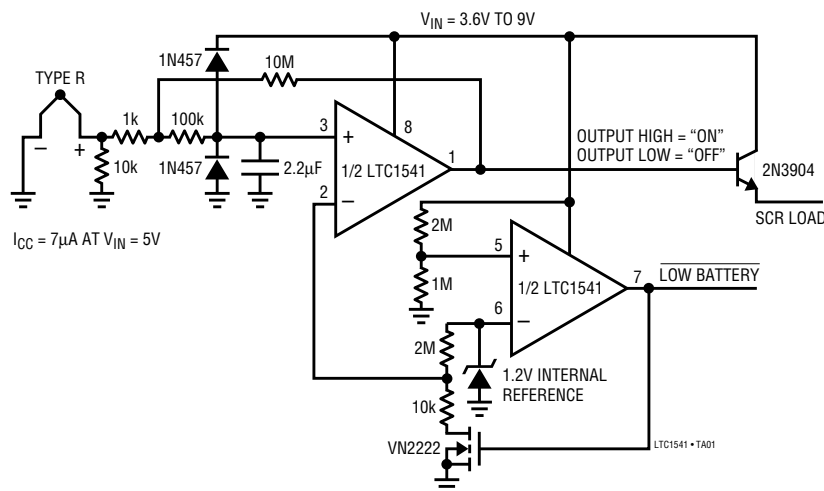 V_IN = 3.6V TO 9V
1N457
10M
TYPE R
1k
100k
3
+
8
− +
1/2 LTC1541
1
OUTPUT HIGH = “ON”
OUTPUT LOW = “OFF”
2N3904
10k
1N457
2.2µF
2
−
SCR LOAD
I_CC = 7µA AT V_IN = 5V
2M
5
+
1M
1/2 LTC1541
7
LOW BATTERY
6
−
2M
1.2V INTERNAL
REFERENCE
10k
VN2222
LTC1541 • TA01